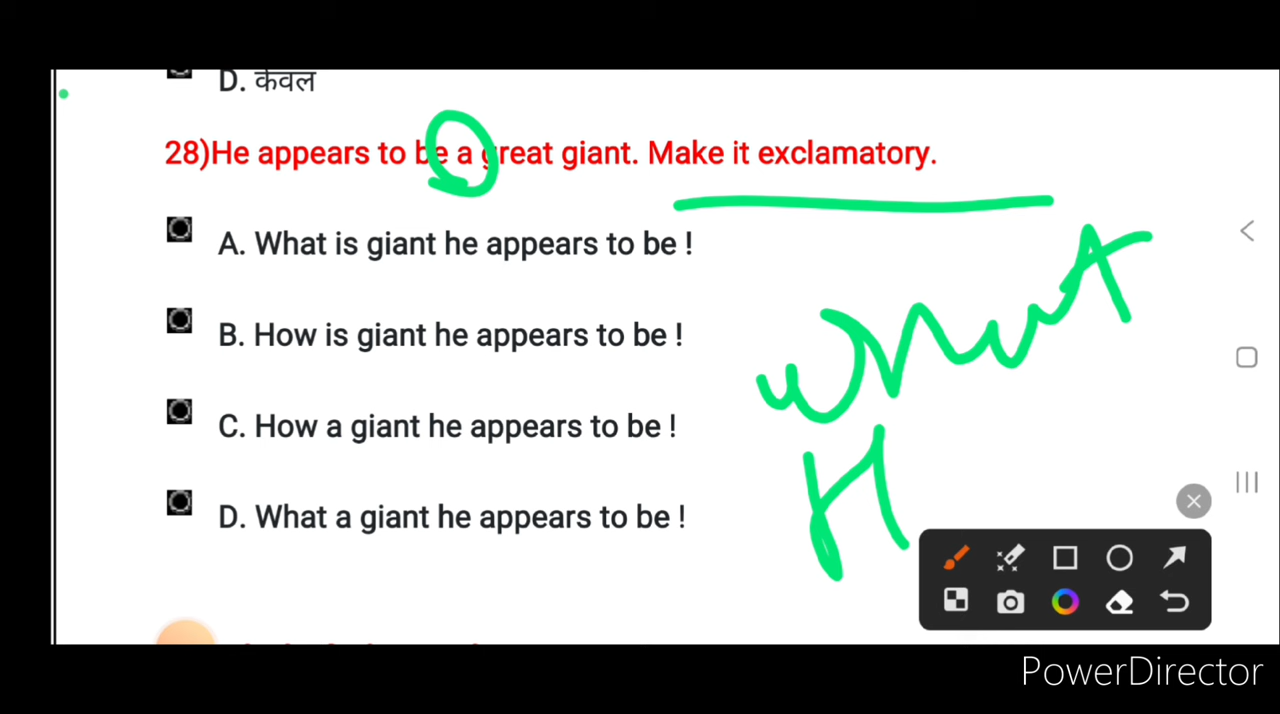 D. केवल
28)He appears to be a great giant. Make it exclamatory.
A. What is giant he appears to be !
B. How is giant he appears to be !
C. How a giant he appears to be !
D. What a giant he appears to be !
what
H
PowerDirector